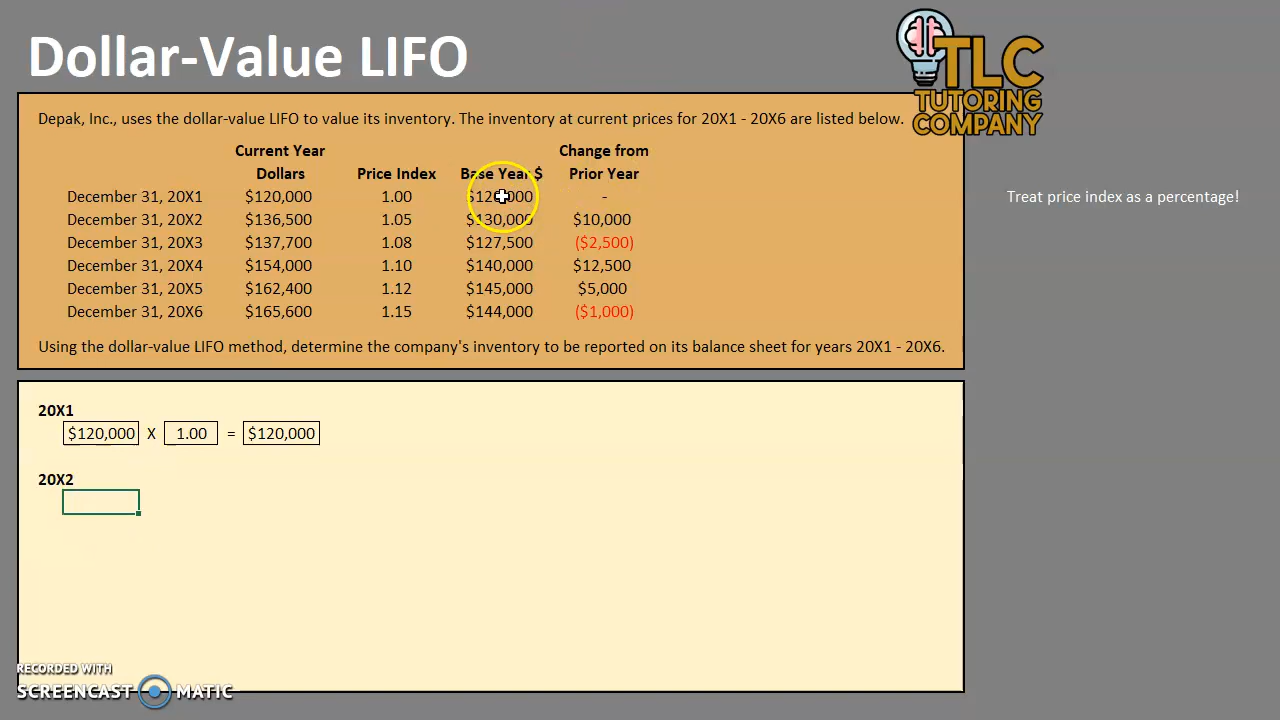 Dollar-Value LIFO
TLC
TUTORING
COMPANY
Depak, Inc., uses the dollar-value LIFO to value its inventory. The inventory at current prices for 20X1 - 20X6 are listed below.
Current Year Change from
Dollars Price Index Base Year $ Prior Year
December 31, 20X1 $120,000 1.00 $120,000 -
December 31, 20X2 $136,500 1.05 $130,000 $10,000
December 31, 20X3 $137,700 1.08 $127,500 ($2,500)
December 31, 20X4 $154,000 1.10 $140,000 $12,500
December 31, 20X5 $162,400 1.12 $145,000 $5,000
December 31, 20X6 $165,600 1.15 $144,000 ($1,000)
Treat price index as a percentage!
Using the dollar-value LIFO method, determine the company's inventory to be reported on its balance sheet for years 20X1 - 20X6.
20X1
$120,000 X 1.00 = $120,000
20X2
RECORDED WITH
SCREENCAST MATIC